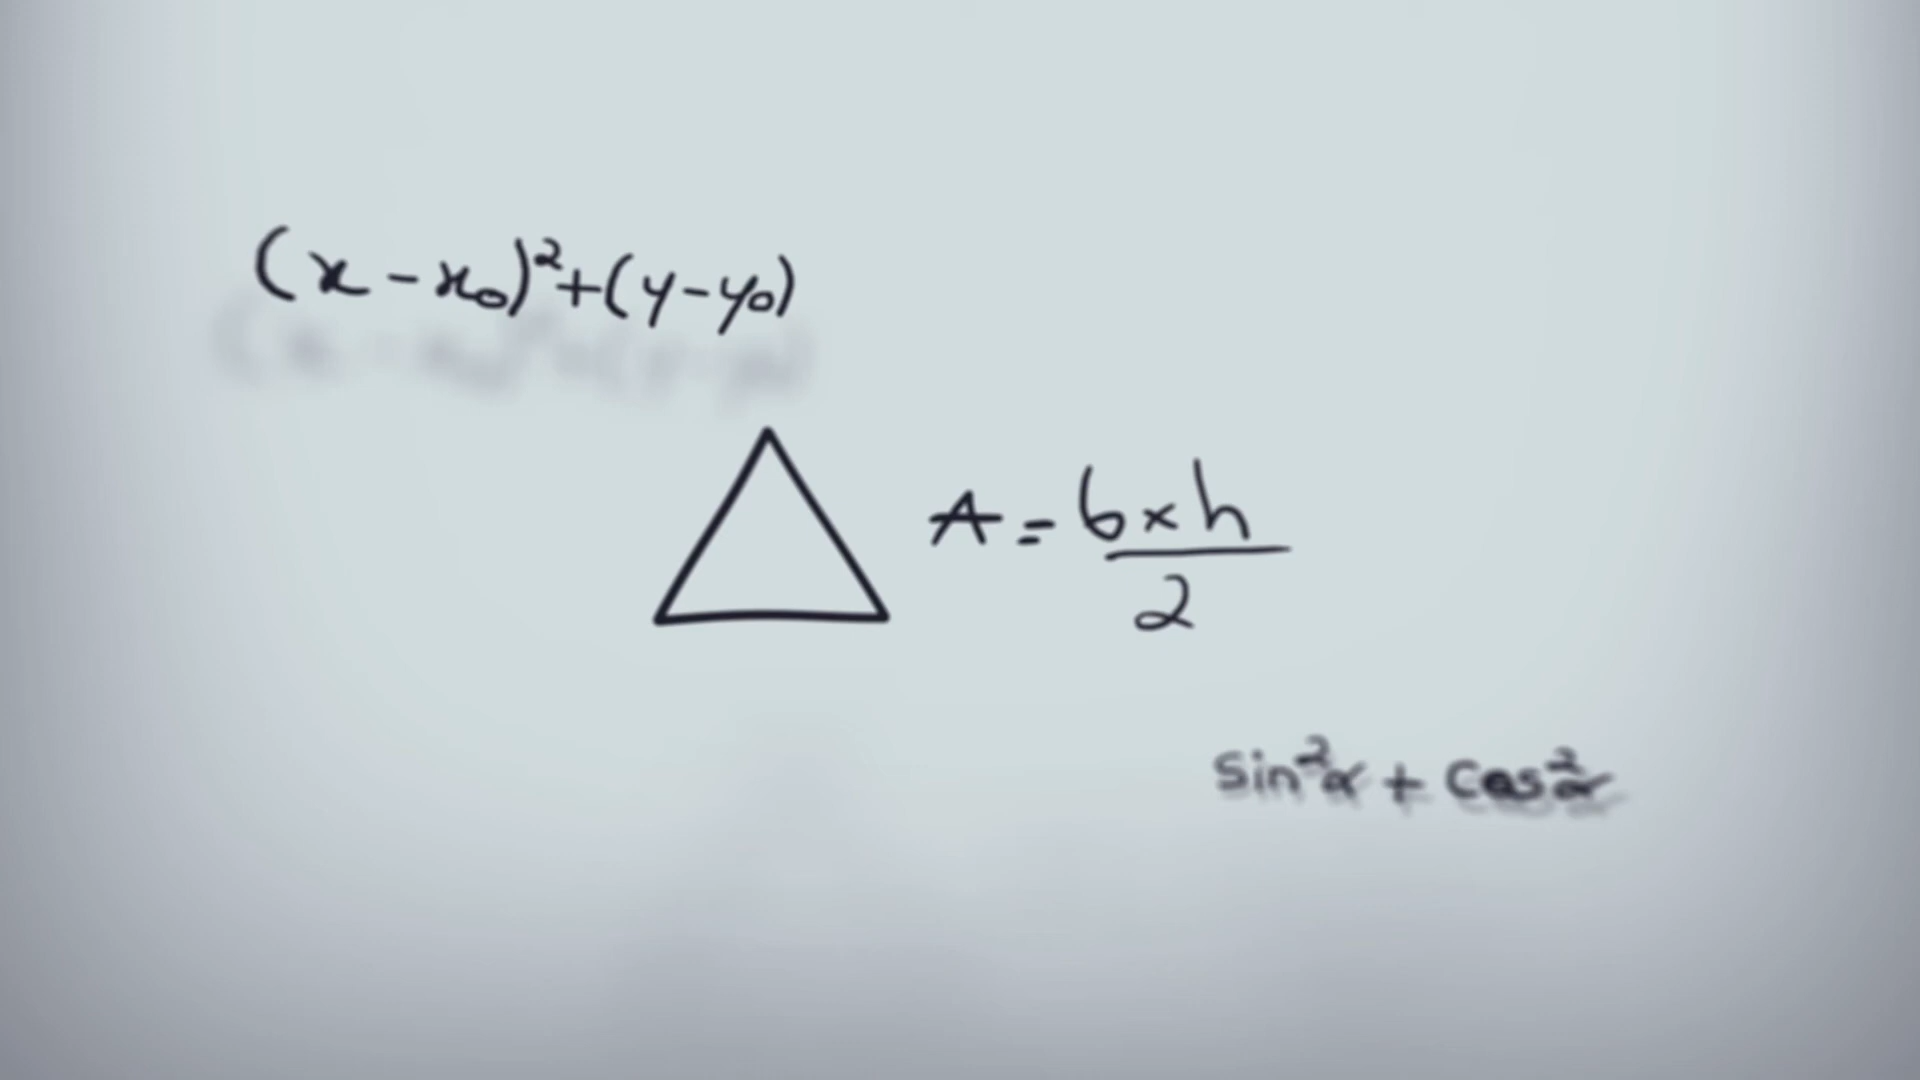 (x - x₀)² + (y - y₀)
A = b × h / 2
sin²α + cos²α